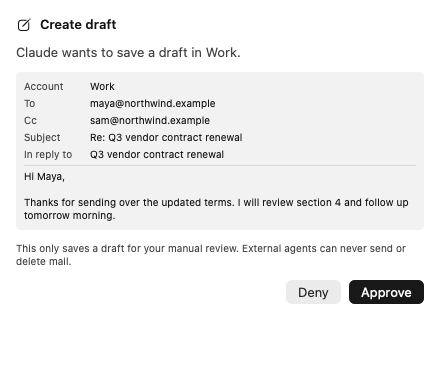 Create draft
Claude wants to save a draft in Work.
Account Work
To maya@northwind.example
Cc sam@northwind.example
Subject Re: Q3 vendor contract renewal
In reply to Q3 vendor contract renewal
Hi Maya,
Thanks for sending over the updated terms. I will review section 4 and follow up
tomorrow morning.
This only saves a draft for your manual review. External agents can never send or
delete mail.
Deny Approve